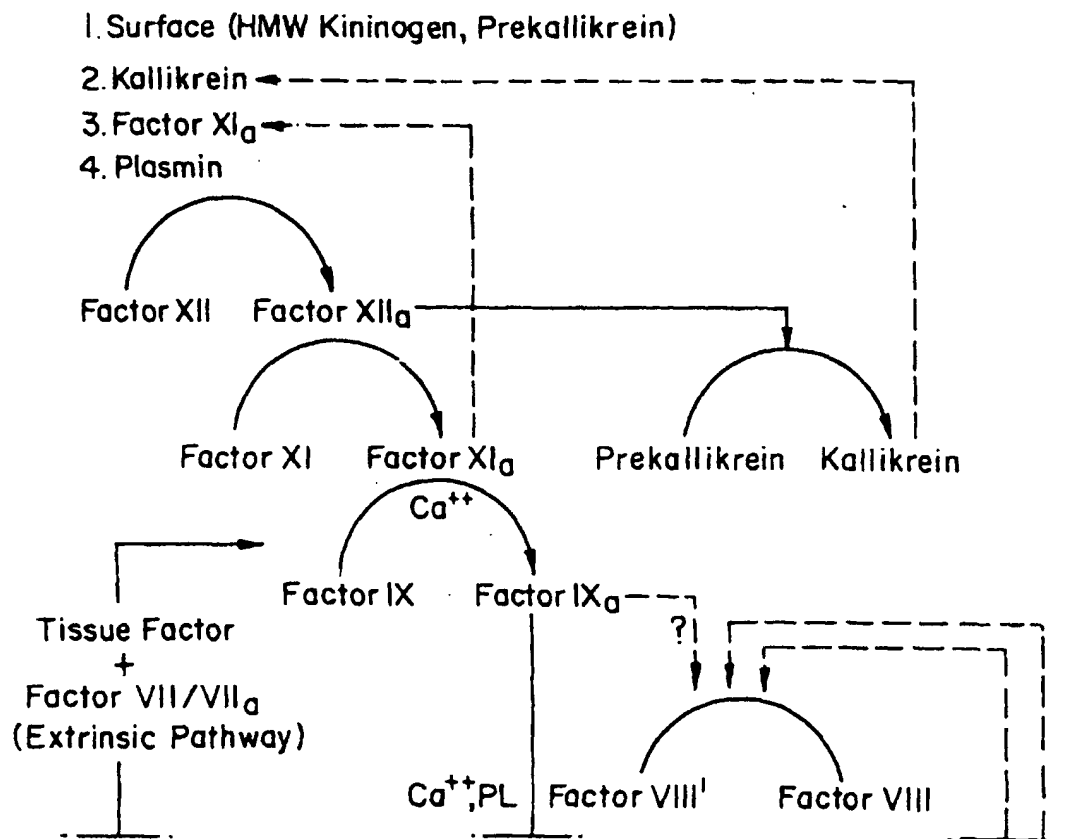 1. Surface (HMW Kininogen, Prekallikrein)
2. Kallikrein
3. Factor XIa
4. Plasmin
Factor XII Factor XIIa
Factor XI Factor XIa Prekallikrein Kallikrein
Ca++
Factor IX Factor IXa
Tissue Factor
?
+
Factor VII/VIIa
(Extrinsic Pathway)
Ca++,PL Factor VIII' Factor VIII